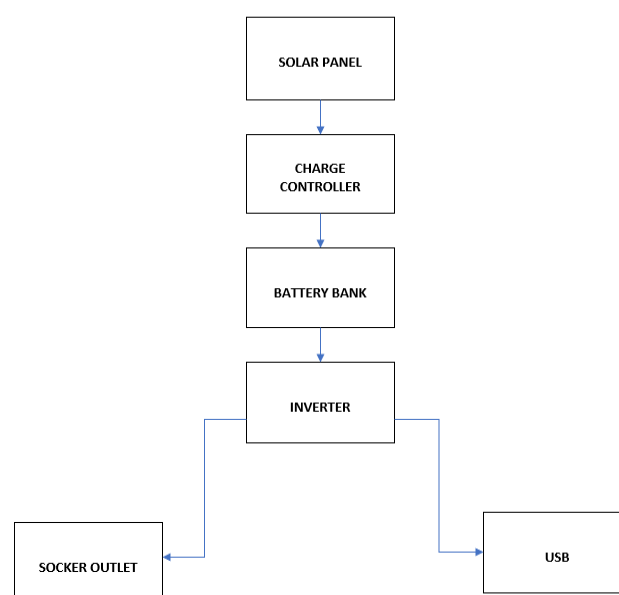 SOLAR PANEL
CHARGE
CONTROLLER
BATTERY BANK
INVERTER
SOCKER OUTLET
USB